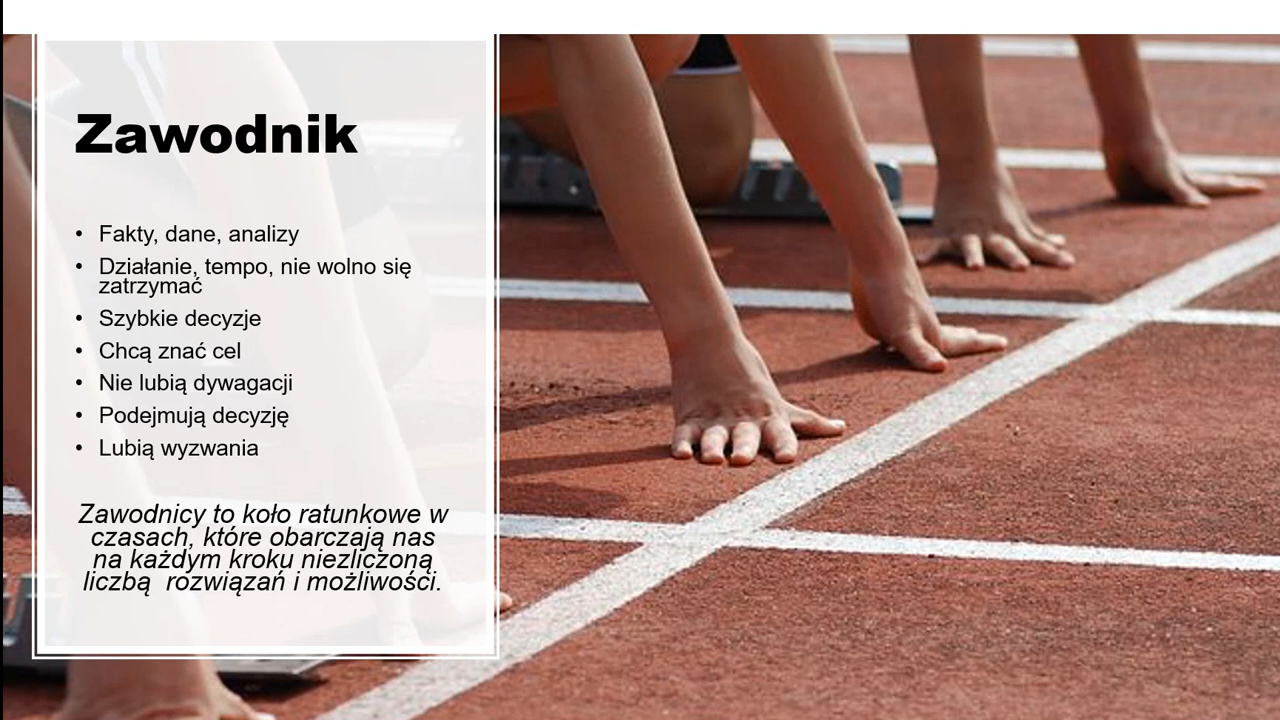 Zawodnik
• Fakty, dane, analizy
• Działanie, tempo, nie wolno się
zatrzymać
• Szybkie decyzje
• Chcą znać cel
• Nie lubią dywagacji
• Podejmują decyzję
• Lubią wyzwania
Zawodnicy to koło ratunkowe w
czasach, które obarczają nas
na każdym kroku niezliczoną
liczbą  rozwiązań i możliwości.